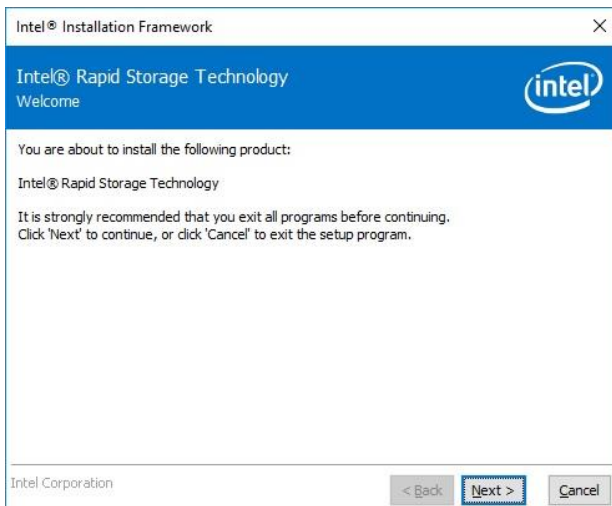 Intel® Installation Framework
Intel® Rapid Storage Technology
Welcome
intel
You are about to install the following product:
Intel® Rapid Storage Technology
It is strongly recommended that you exit all programs before continuing.
Click 'Next' to continue, or click 'Cancel' to exit the setup program.
Intel Corporation
< Back
Next >
Cancel